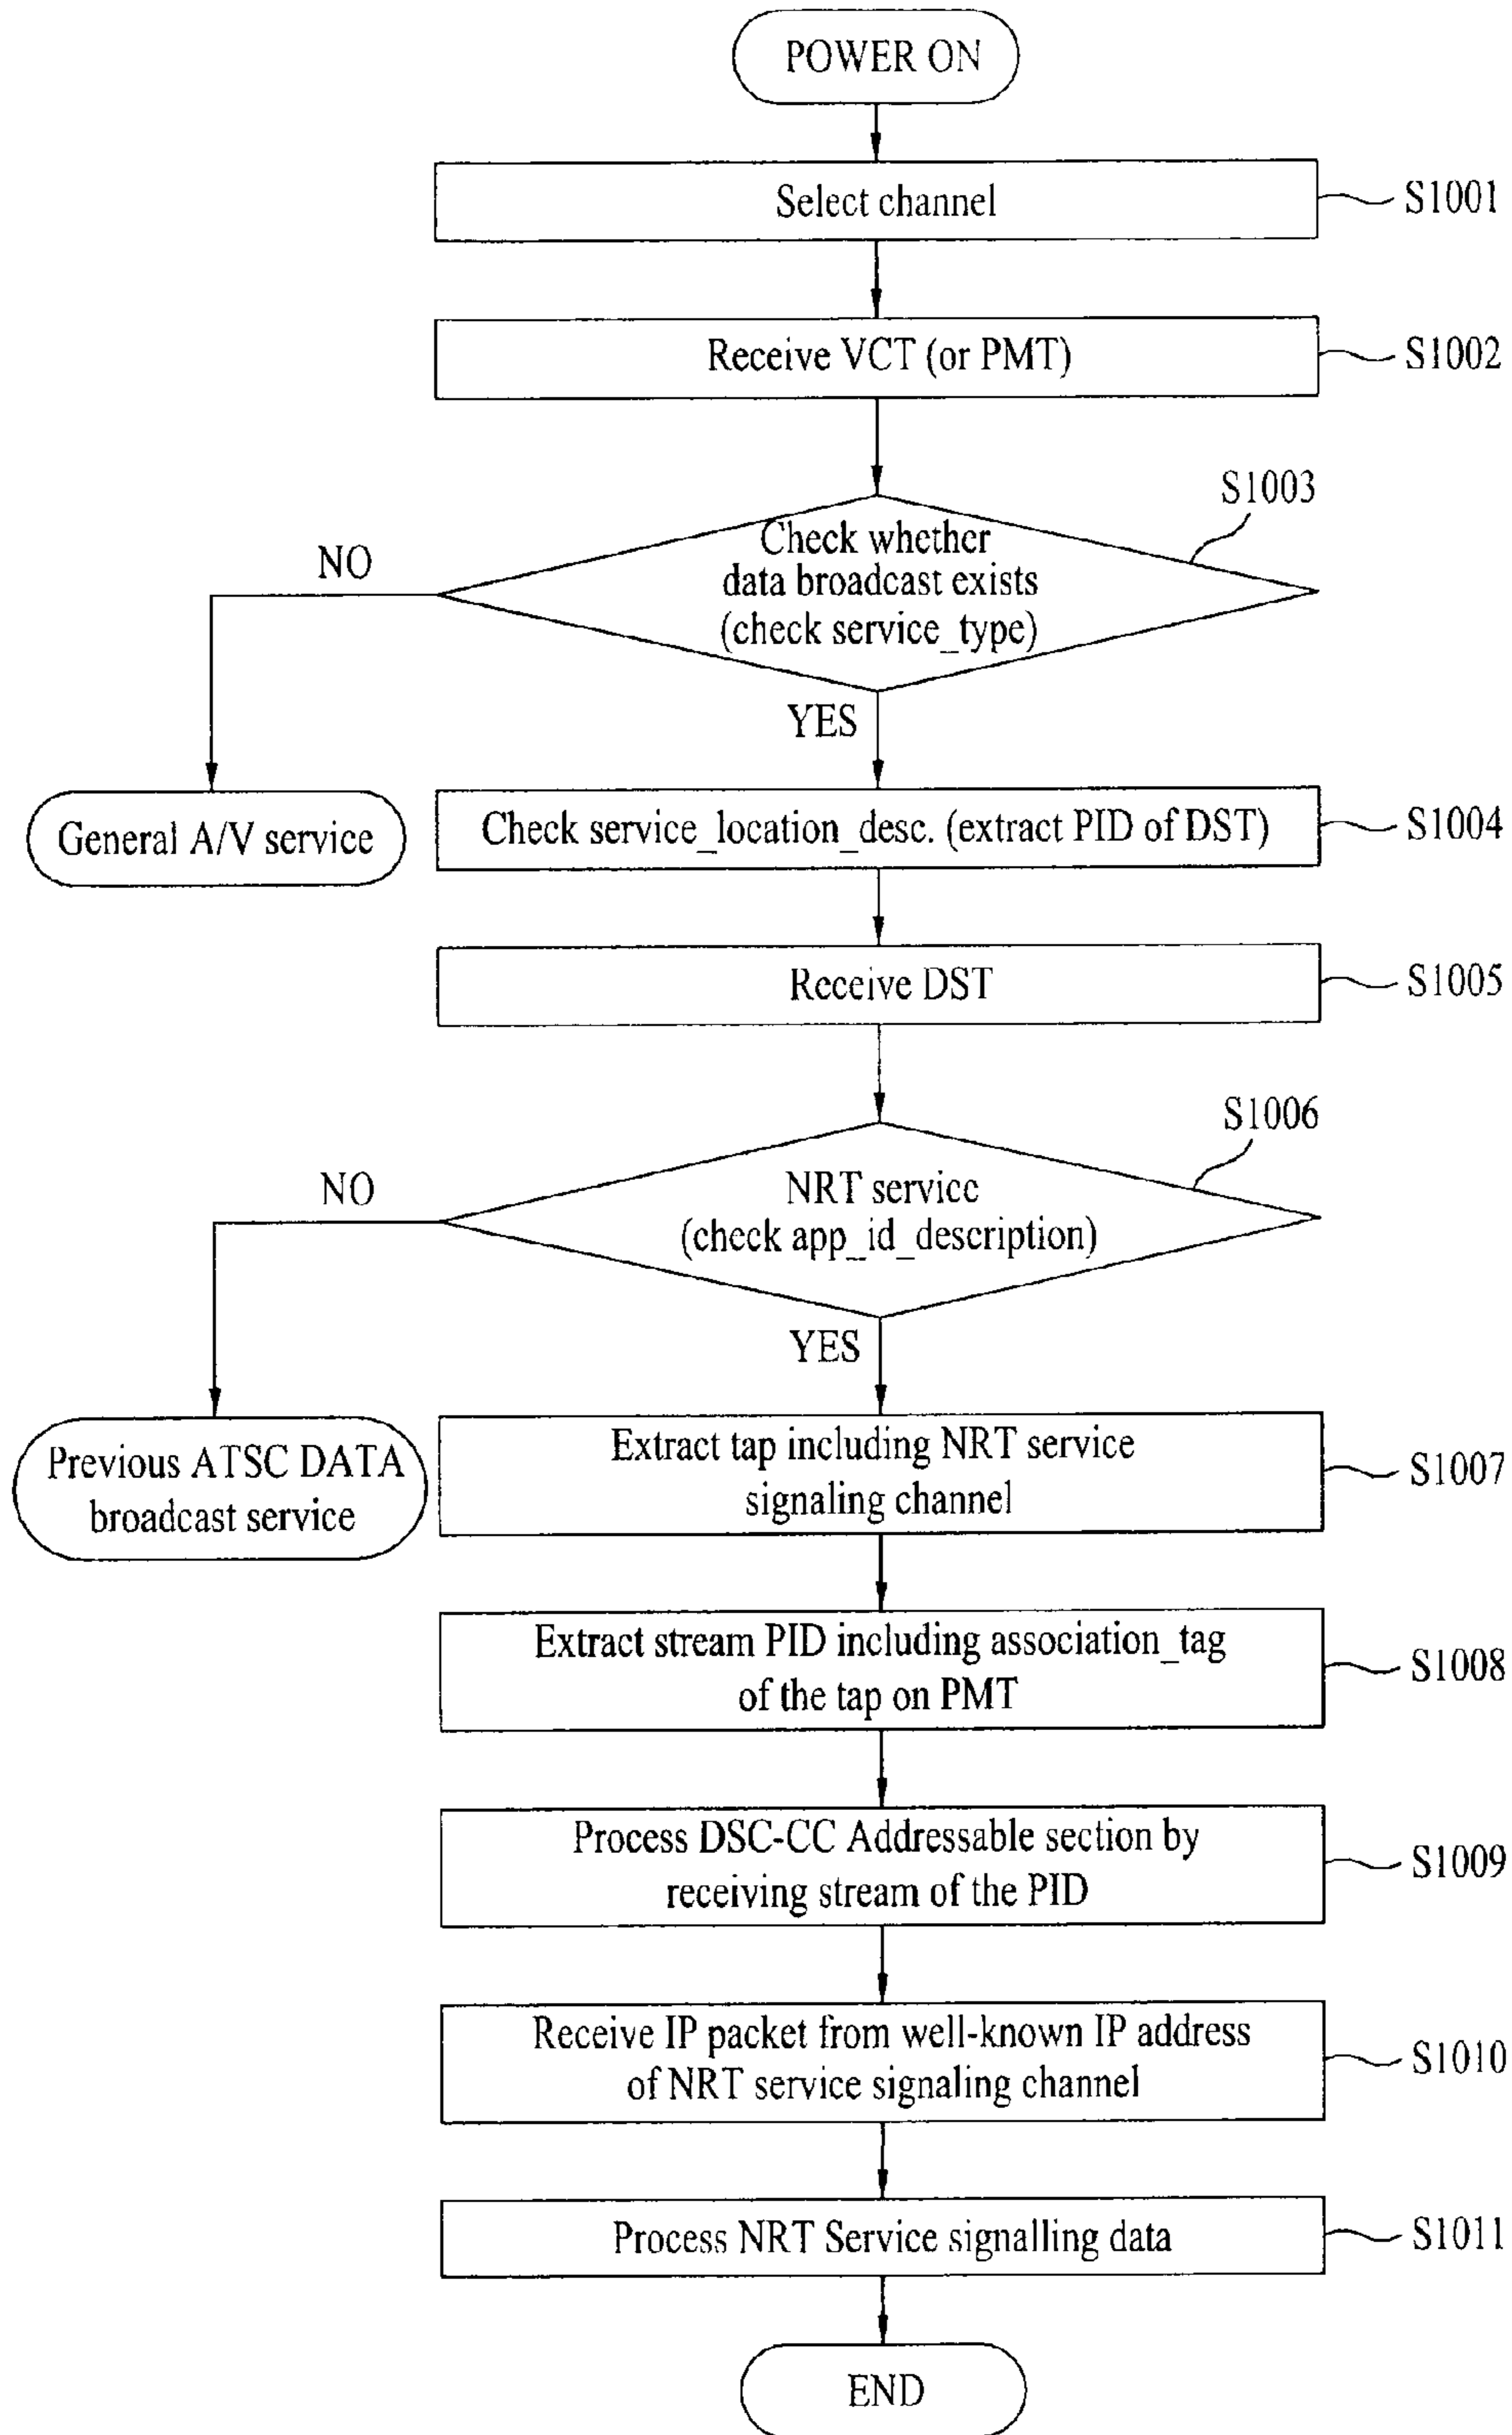 POWER ON
Select channel
S1001
Receive VCT (or PMT)
S1002
S1003
Check whether
data broadcast exists
(check service_type)
NO
YES
General A/V service
Check service_location_desc. (extract PID of DST)
S1004
Receive DST
S1005
S1006
NRT service
(check app_id_description)
NO
YES
Previous ATSC DATA
broadcast service
Extract tap including NRT service
signaling channel
S1007
Extract stream PID including association_tag
of the tap on PMT
S1008
Process DSC-CC Addressable section by
receiving stream of the PID
S1009
Receive IP packet from well-known IP address
of NRT service signaling channel
S1010
Process NRT Service signalling data
S1011
END